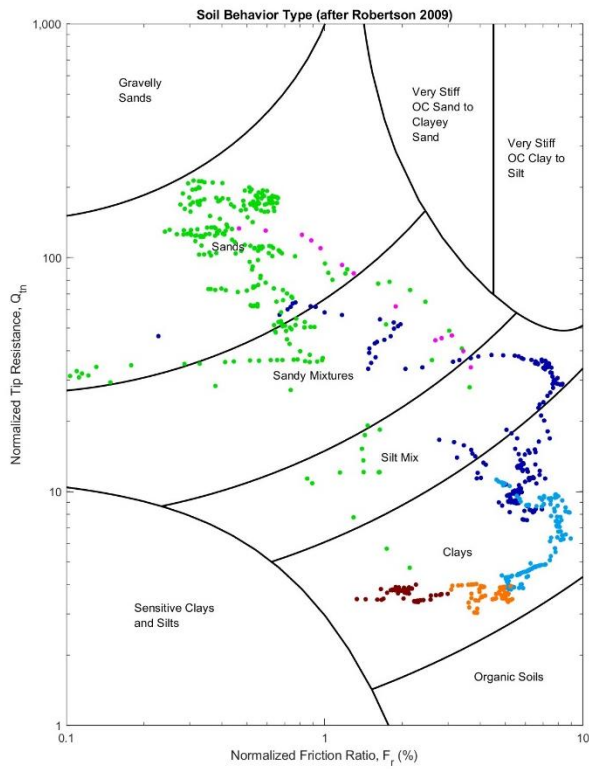 Soil Behavior Type (after Robertson 2009)
1,000
Gravelly
Sands
Very Stiff
OC Sand to
Clayey
Sand
Very Stiff
OC Clay to
Silt
Normalized Tip Resistance, Qtn
100
Sands
Sandy Mixtures
Silt Mix
10
Clays
Sensitive Clays
and Silts
Organic Soils
1
0.1
1
10
Normalized Friction Ratio, Fr (%)